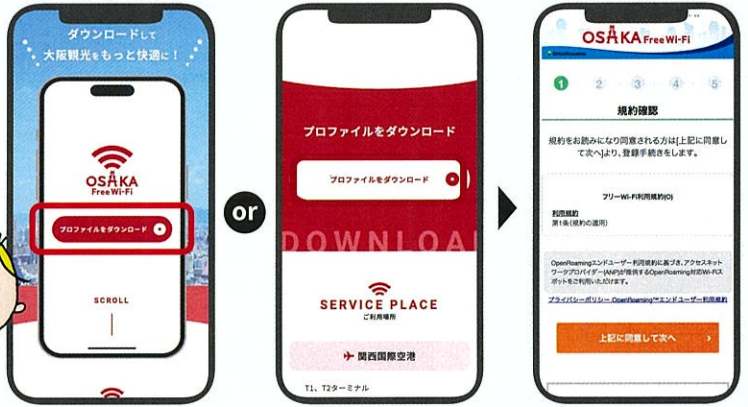 ダウンロードして
大阪観光をもっと快適に！
OSAKA
Free Wi-Fi
プロファイルをダウンロード
SCROLL
or
プロファイルをダウンロード
プロファイルをダウンロード
DOWNLOA
SERVICE PLACE
ご利用場所
関西国際空港
T1、T2ターミナル
OSAKA Free Wi-Fi
1 2 3 4 5
規約確認
規約をお読みになり同意される方は[上記に同意し
て次へ]より、登録手続きをします。
フリーWi-Fi利用規約(O)
利用規約
第1条(規約の適用)
OpenRoamingエンドユーザー利用規約に基づき、アクセスネット
ワークプロバイダー(ANP)が提供するOpenRoaming対応Wi-Fiス
ポットをご利用いただけます。
プライバシーポリシー OpenRoaming™エンドユーザー利用規約
上記に同意して次へ